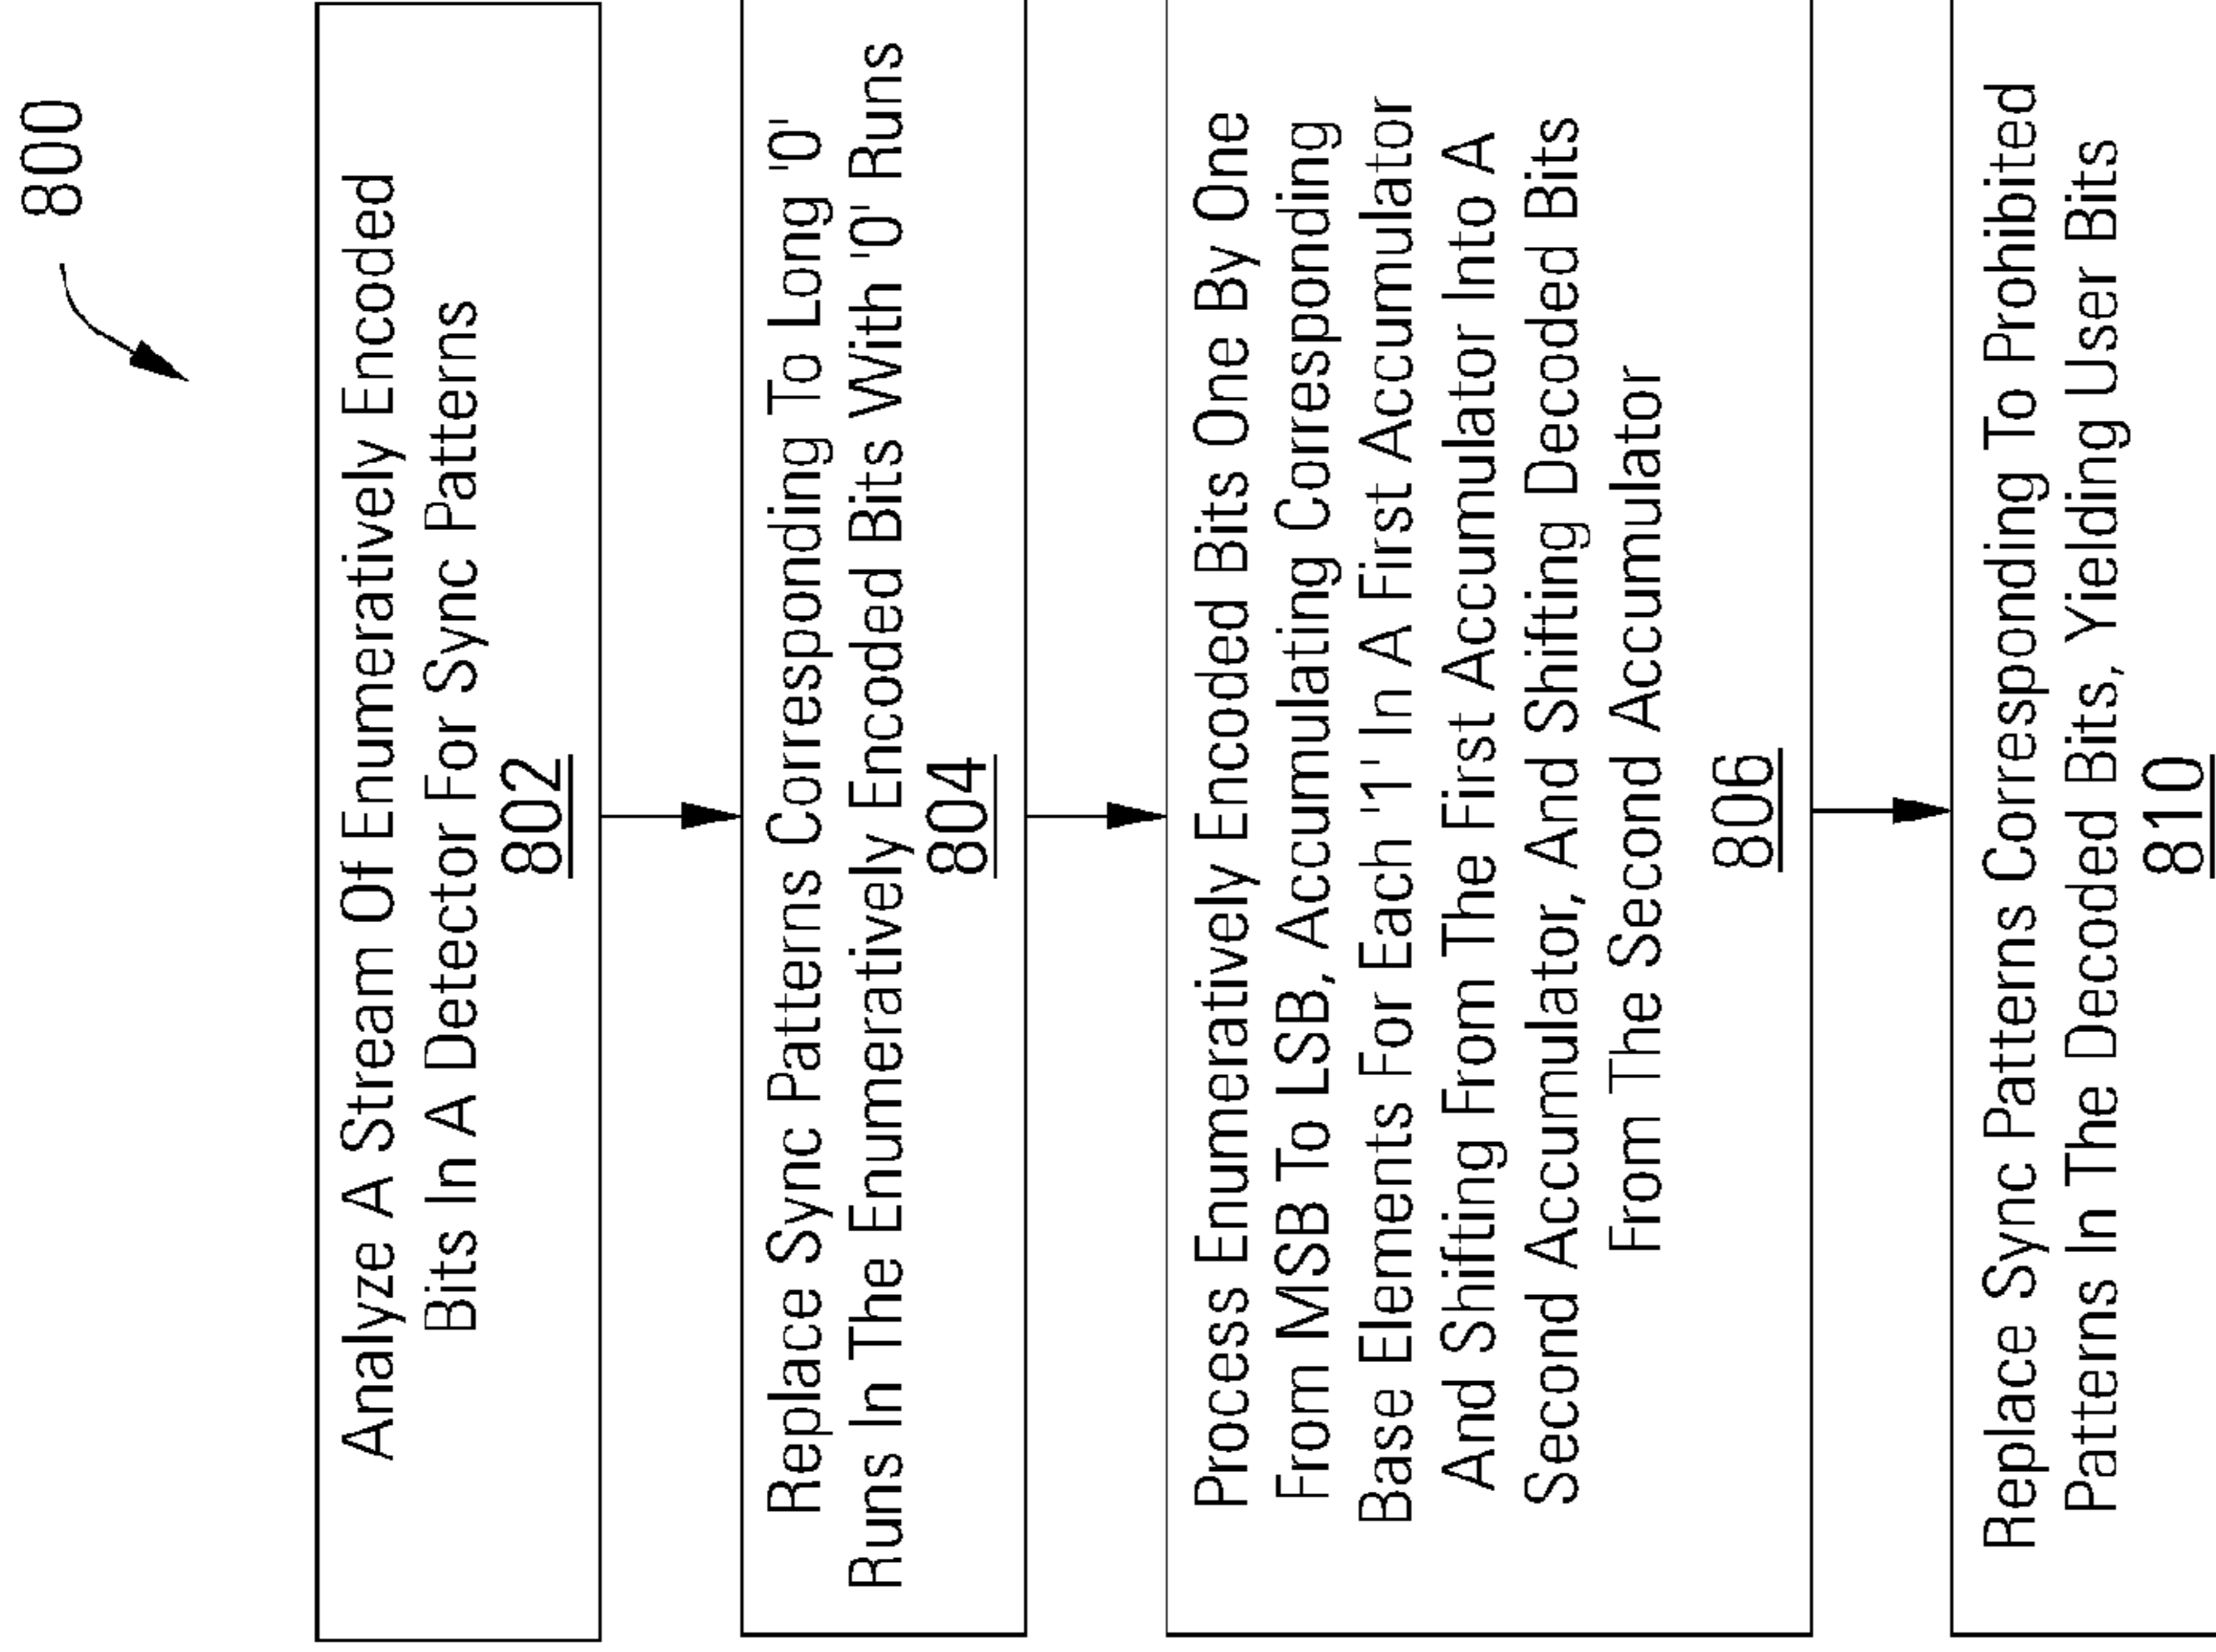 800
Analyze A Stream Of Enumeratively Encoded
Bits In A Detector For Sync Patterns
802
Replace Sync Patterns Corresponding To Long '0'
Runs In The Enumeratively Encoded Bits With '0' Runs
804
Process Enumeratively Encoded Bits One By One
From MSB To LSB, Accumulating Corresponding
Base Elements For Each '1' In A First Accumulator
And Shifting From The First Accumulator Into A
Second Accumulator, And Shifting Decoded Bits
From The Second Accumulator
806
Replace Sync Patterns Corresponding To Prohibited
Patterns In The Decoded Bits, Yielding User Bits
810